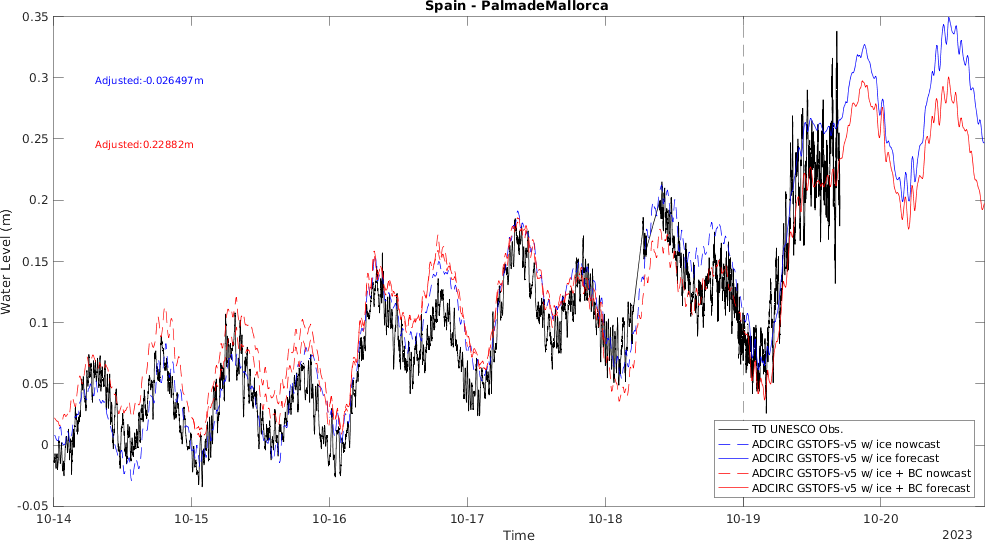 Spain - PalmadeMallorca
0.35
0.3
0.25
0.2
0.15
0.1
0.05
0
-0.05
Water Level (m)
Adjusted:-0.026497m
Adjusted:0.22882m
TD UNESCO Obs.
ADCIRC GSTOFS-v5 w/ ice nowcast
ADCIRC GSTOFS-v5 w/ ice forecast
ADCIRC GSTOFS-v5 w/ ice + BC nowcast
ADCIRC GSTOFS-v5 w/ ice + BC forecast
10-14 10-15 10-16 10-17 10-18 10-19 10-20
Time
2023